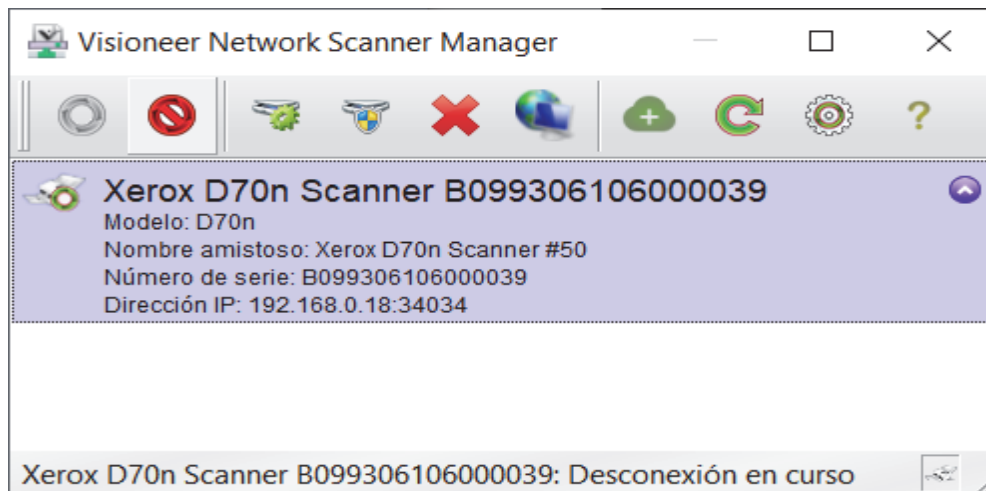 Visioneer Network Scanner Manager
?
Xerox D70n Scanner B099306106000039
Modelo: D70n
Nombre amistoso: Xerox D70n Scanner #50
Número de serie: B099306106000039
Dirección IP: 192.168.0.18:34034
Xerox D70n Scanner B099306106000039: Desconexión en curso